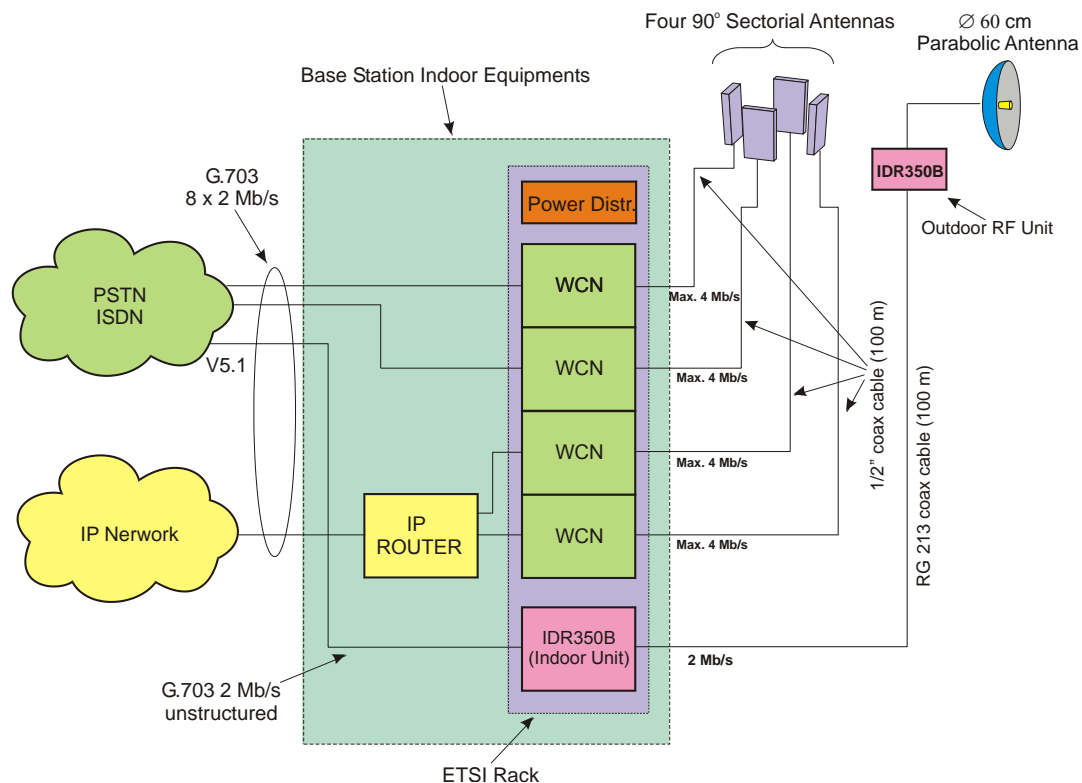 Four 90° Sectorial Antennas
Ø 60 cm
Parabolic Antenna
Base Station Indoor Equipments
G.703
8 x 2 Mb/s
Power Distr.
IDR350B
Outdoor RF Unit
PSTN
ISDN
WCN
Max. 4 Mb/s
V5.1
WCN
Max. 4 Mb/s
1/2" coax cable (100 m)
RG 213 coax cable (100 m)
WCN
Max. 4 Mb/s
IP Nerwork
IP
ROUTER
WCN
Max. 4 Mb/s
IDR350B
(Indoor Unit)
2 Mb/s
G.703 2 Mb/s
unstructured
ETSI Rack